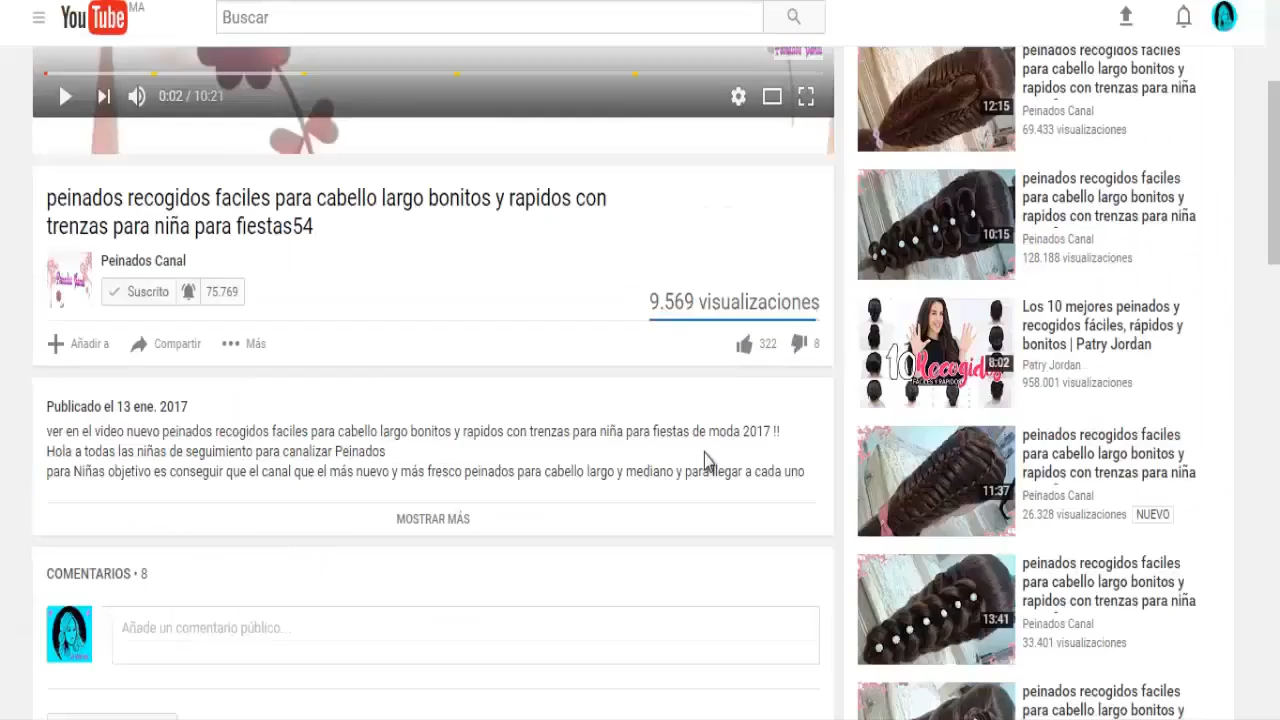 YouTube MA
Buscar
0:02 / 10:21
peinados recogidos faciles para cabello largo bonitos y rapidos con
trenzas para niña para fiestas54
Peinados Canal
Suscrito 75.769
9.569 visualizaciones
Añadir a Compartir Más 322 8
Publicado el 13 ene. 2017
ver en el video nuevo peinados recogidos faciles para cabello largo bonitos y rapidos con trenzas para niña para fiestas de moda 2017 !!
Hola a todas las niñas de seguimiento para canalizar Peinados
para Niñas objetivo es conseguir que el canal que el más nuevo y más fresco peinados para cabello largo y mediano y para llegar a cada uno
MOSTRAR MÁS
COMENTARIOS • 8
Añade un comentario público...
peinados recogidos faciles
para cabello largo bonitos y
rapidos con trenzas para niña
12:15
Peinados Canal
69.433 visualizaciones
peinados recogidos faciles
para cabello largo bonitos y
rapidos con trenzas para niña
10:15
Peinados Canal
128.188 visualizaciones
Los 10 mejores peinados y
recogidos fáciles, rápidos y
bonitos | Patry Jordan
10 Recogidos
FÁCILES Y RÁPIDOS
8:02
Patry Jordan
958.001 visualizaciones
peinados recogidos faciles
para cabello largo bonitos y
rapidos con trenzas para niña
11:37
Peinados Canal
26.328 visualizaciones NUEVO
peinados recogidos faciles
para cabello largo bonitos y
rapidos con trenzas para niña
13:41
Peinados Canal
33.401 visualizaciones
peinados recogidos faciles
para cabello largo bonitos y